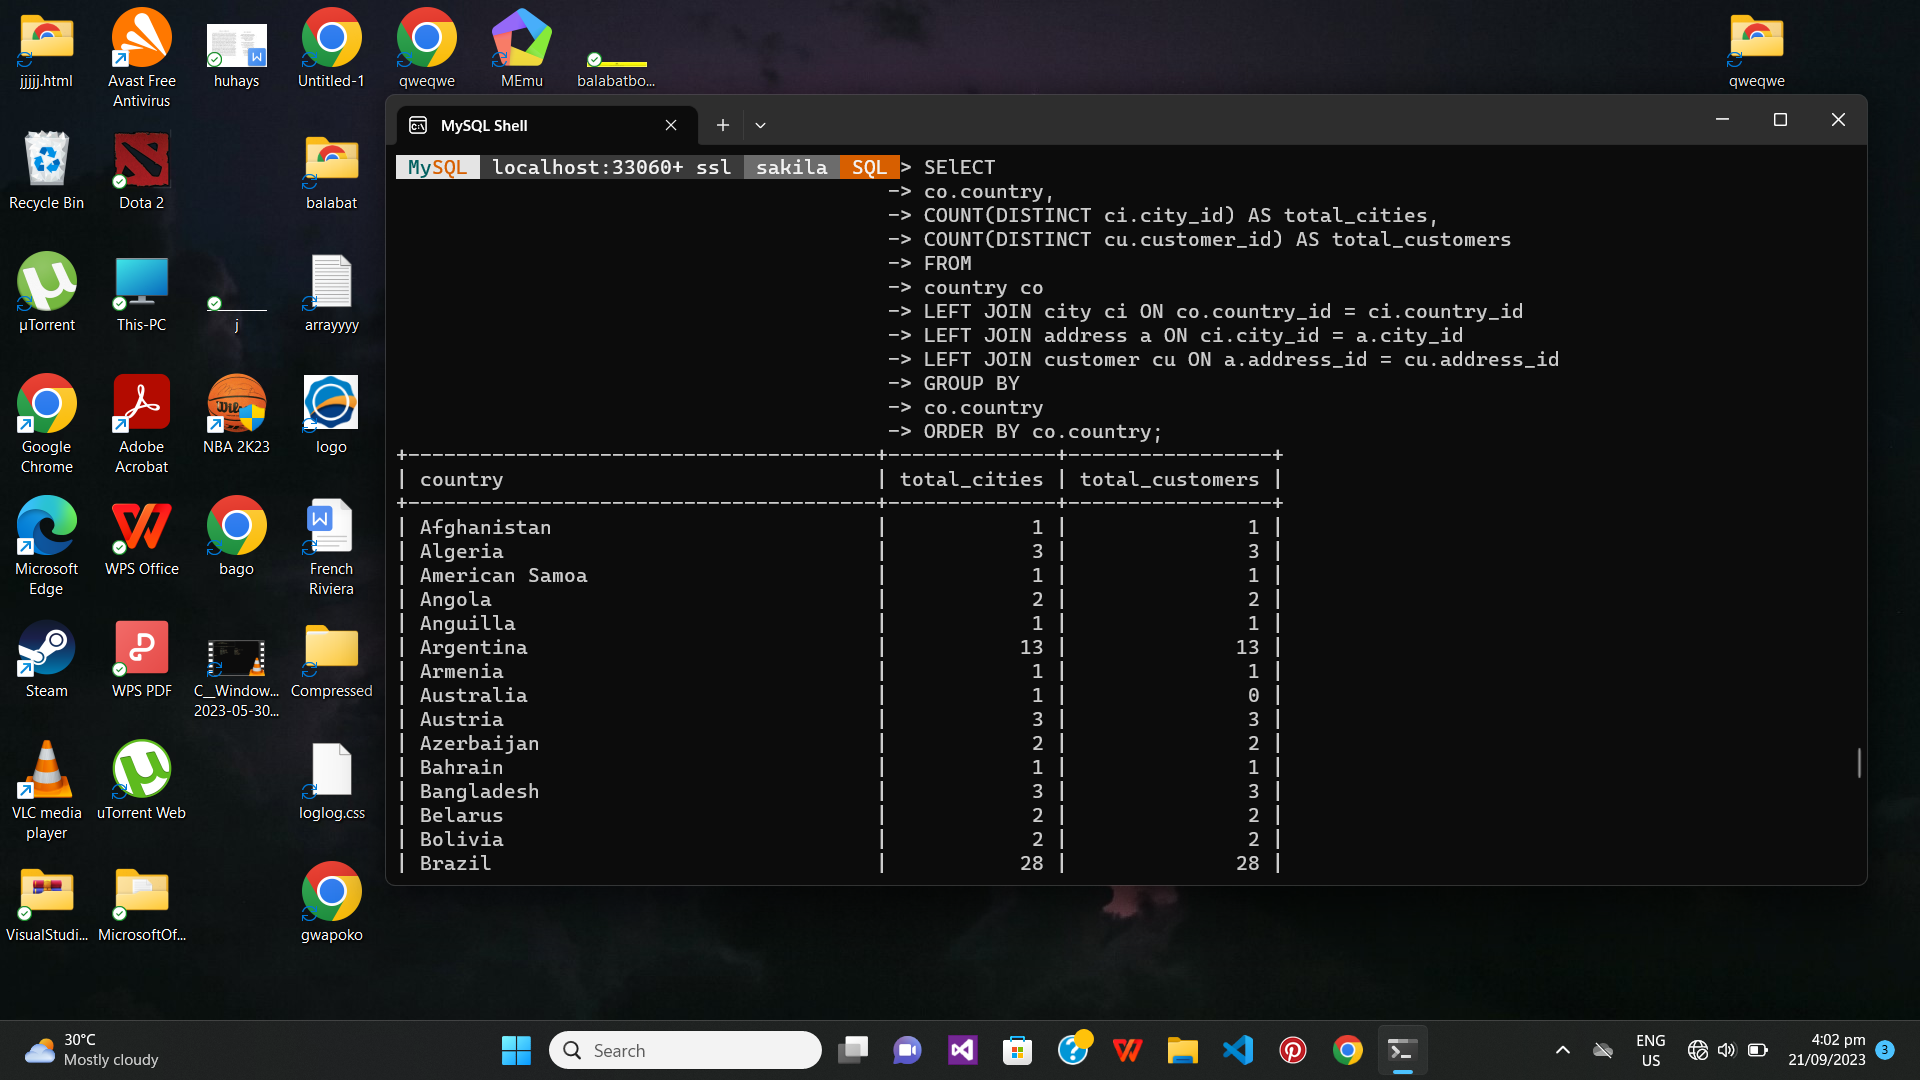 jjjjj.html
Avast Free
Antivirus
huhays
Untitled-1
qweqwe
MEmu
balabatbo...
qweqwe
Recycle Bin
Dota 2
balabat
µTorrent
This-PC
j
arrayyyy
Google
Chrome
Adobe
Acrobat
NBA 2K23
logo
Microsoft
Edge
WPS Office
bago
French
Riviera
Steam
WPS PDF
C__Window...
2023-05-30...
Compressed
VLC media
player
uTorrent Web
loglog.css
VisualStudi...
MicrosoftOf...
gwapoko
MySQL Shell
MySQL localhost:33060+ ssl sakila SQL > SElECT
-> co.country,
-> COUNT(DISTINCT ci.city_id) AS total_cities,
-> COUNT(DISTINCT cu.customer_id) AS total_customers
-> FROM
-> country co
-> LEFT JOIN city ci ON co.country_id = ci.country_id
-> LEFT JOIN address a ON ci.city_id = a.city_id
-> LEFT JOIN customer cu ON a.address_id = cu.address_id
-> GROUP BY
-> co.country
-> ORDER BY co.country;
+---------------------------------------+--------------+-----------------+
| country | total_cities | total_customers |
+---------------------------------------+--------------+-----------------+
| Afghanistan | 1 | 1 |
| Algeria | 3 | 3 |
| American Samoa | 1 | 1 |
| Angola | 2 | 2 |
| Anguilla | 1 | 1 |
| Argentina | 13 | 13 |
| Armenia | 1 | 1 |
| Australia | 1 | 0 |
| Austria | 3 | 3 |
| Azerbaijan | 2 | 2 |
| Bahrain | 1 | 1 |
| Bangladesh | 3 | 3 |
| Belarus | 2 | 2 |
| Bolivia | 2 | 2 |
| Brazil | 28 | 28 |
30°C
Mostly cloudy
Search
ENG
US
4:02 pm
21/09/2023
3